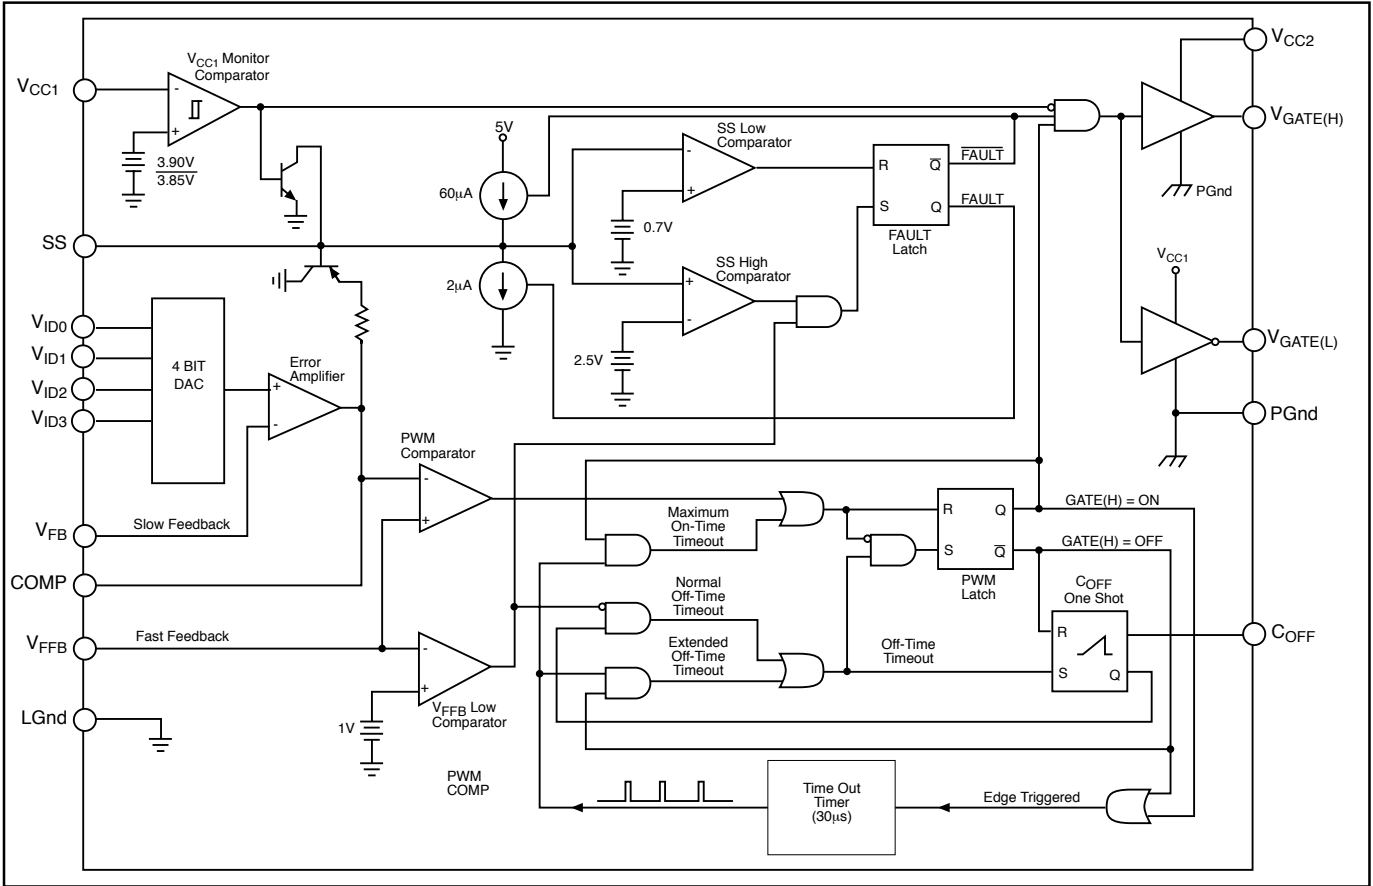 VCC1 Monitor
Comparator
VCC1
-
+
3.90V
3.85V
5V
60µA
SS Low
Comparator
-
+
0.7V
R
Q
FAULT
S
Q
FAULT
FAULT
Latch
VCC2
VGATE(H)
PGnd
SS
2µA
SS High
Comparator
+
-
2.5V
VCC1
VGATE(L)
PGnd
VID0
VID1
VID2
VID3
4 BIT
DAC
Error
Amplifier
+
-
PWM
Comparator
-
+
VFB
Slow Feedback
COMP
VFFB
Fast Feedback
LGnd
-
+
1V
VFFB Low
Comparator
PWM
COMP
Maximum
On-Time
Timeout
Normal
Off-Time
Timeout
Extended
Off-Time
Timeout
Off-Time
Timeout
R
Q
S
Q
PWM
Latch
GATE(H) = ON
GATE(H) = OFF
COFF
One Shot
R
S
Q
COFF
Time Out
Timer
(30µs)
Edge Triggered